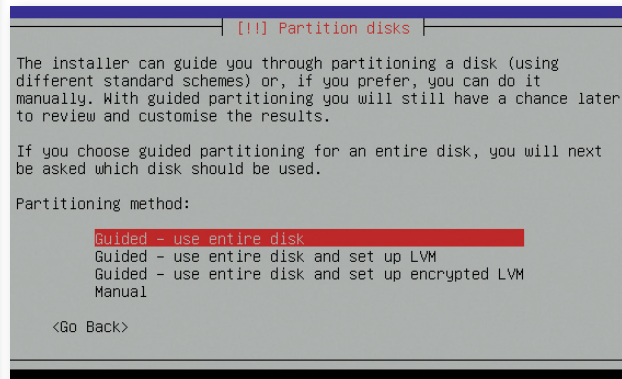 [!!] Partition disks
The installer can guide you through partitioning a disk (using
different standard schemes) or, if you prefer, you can do it
manually. With guided partitioning you will still have a chance later
to review and customise the results.
If you choose guided partitioning for an entire disk, you will next
be asked which disk should be used.
Partitioning method:
Guided - use entire disk
Guided - use entire disk and set up LVM
Guided - use entire disk and set up encrypted LVM
Manual
<Go Back>